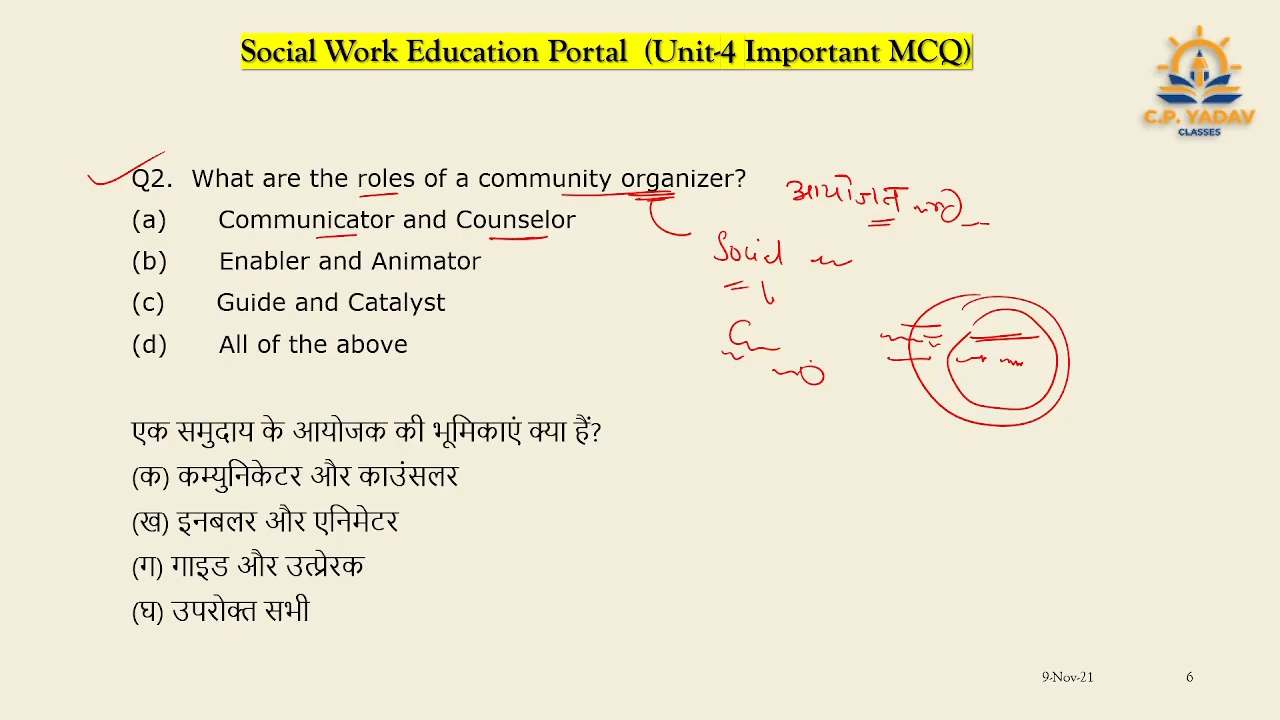 Social Work Education Portal (Unit-4 Important MCQ)
C.P. YADAV
CLASSES
Q2. What are the roles of a community organizer?
(a) Communicator and Counselor
(b) Enabler and Animator
(c) Guide and Catalyst
(d) All of the above
आयोजन
Social
एक समुदाय के आयोजक की भूमिकाएं क्या हैं?
(क) कम्युनिकेटर और काउंसलर
(ख) इनबलर और एनिमेटर
(ग) गाइड और उत्प्रेरक
(घ) उपरोक्त सभी
9-Nov-21 6